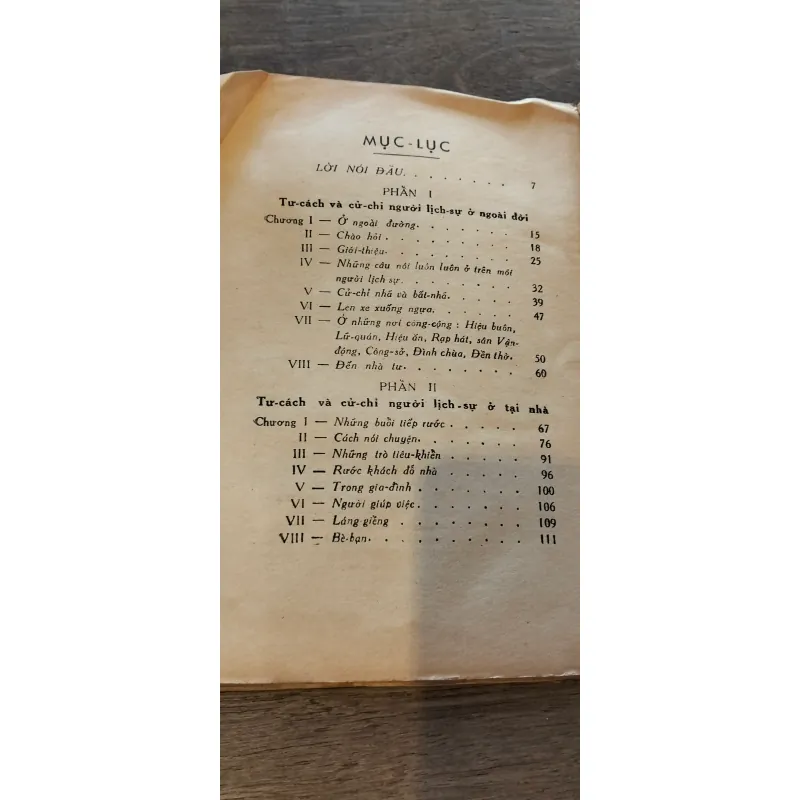 MỤC-LỤC
LỜI NÓI ĐẦU. . . . . . . . 7
PHẦN I
Tư-cách và cử-chỉ người lịch-sự ở ngoài đời
Chương I — Ở ngoài đường. . . . . . . 15
II — Chào hỏi . . . . . . . . . 18
III — Giới-thiệu. . . . . . . . . 25
IV — Những câu nói luôn luôn ở trên môi
người lịch sự. . . . . . . . 32
V — Cử-chỉ nhã và bất-nhã. . . . . . 39
VI — Lên xe xuống ngựa. . . . . . . 47
VII — Ở những nơi công-cộng : Hiệu buôn,
Lữ-quán, Hiệu ăn, Rạp hát, sân Vận-
động, Công-sở, Đình chùa, Đền thờ. 50
VIII — Đến nhà tư. . . . . . . . 60
PHẦN II
Tư-cách và cử-chỉ người lịch-sự ở tại nhà
Chương I — Những buổi tiếp rước . . . . . 67
II — Cách nói chuyện. . . . . . . 76
III — Những trò tiêu-khiển . . . . . 91
IV — Rước khách đỗ nhà . . . . . 96
V — Trong gia-đình . . . . . . . 100
VI — Người giúp việc. . . . . . . 106
VII — Láng-giềng . . . . . . . . 109
VIII — Bè-bạn. . . . . . . . . . 111